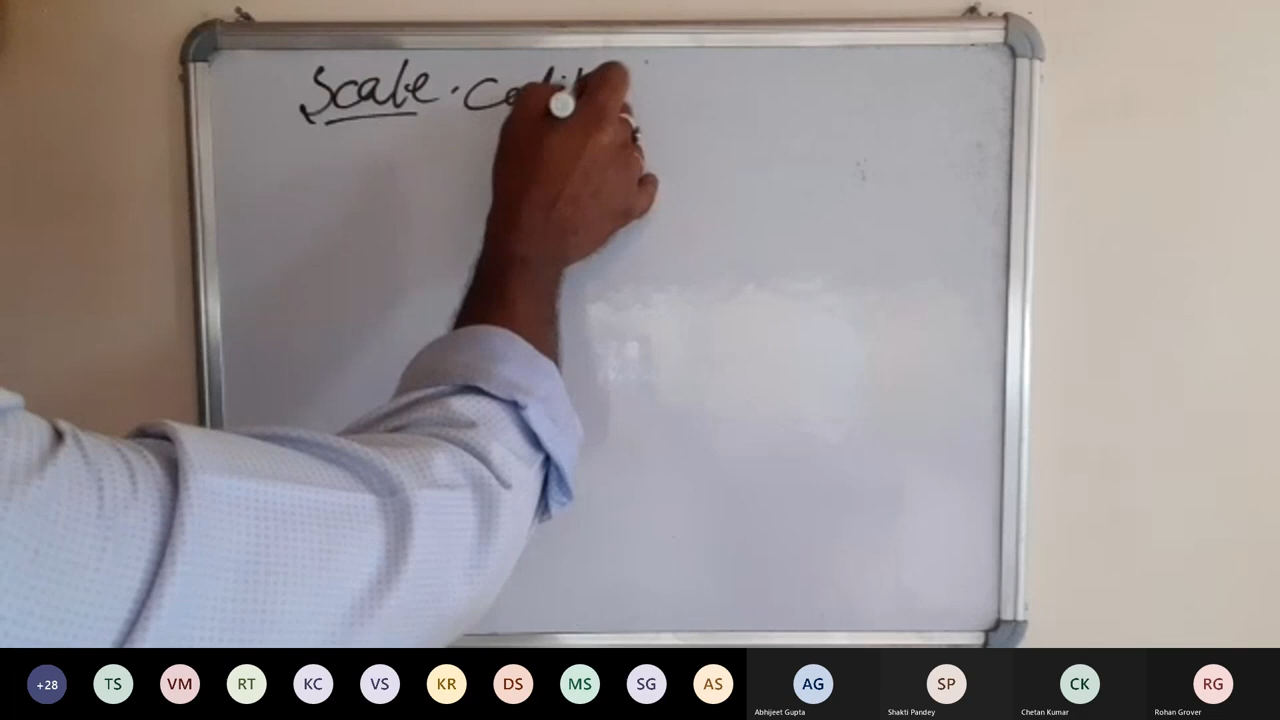 Scale.
+28 TS VM RT KC VS KR DS MS SG AS AG SP CK RG
Abhijeet Gupta Shakti Pandey Chetan Kumar Rohan Grover